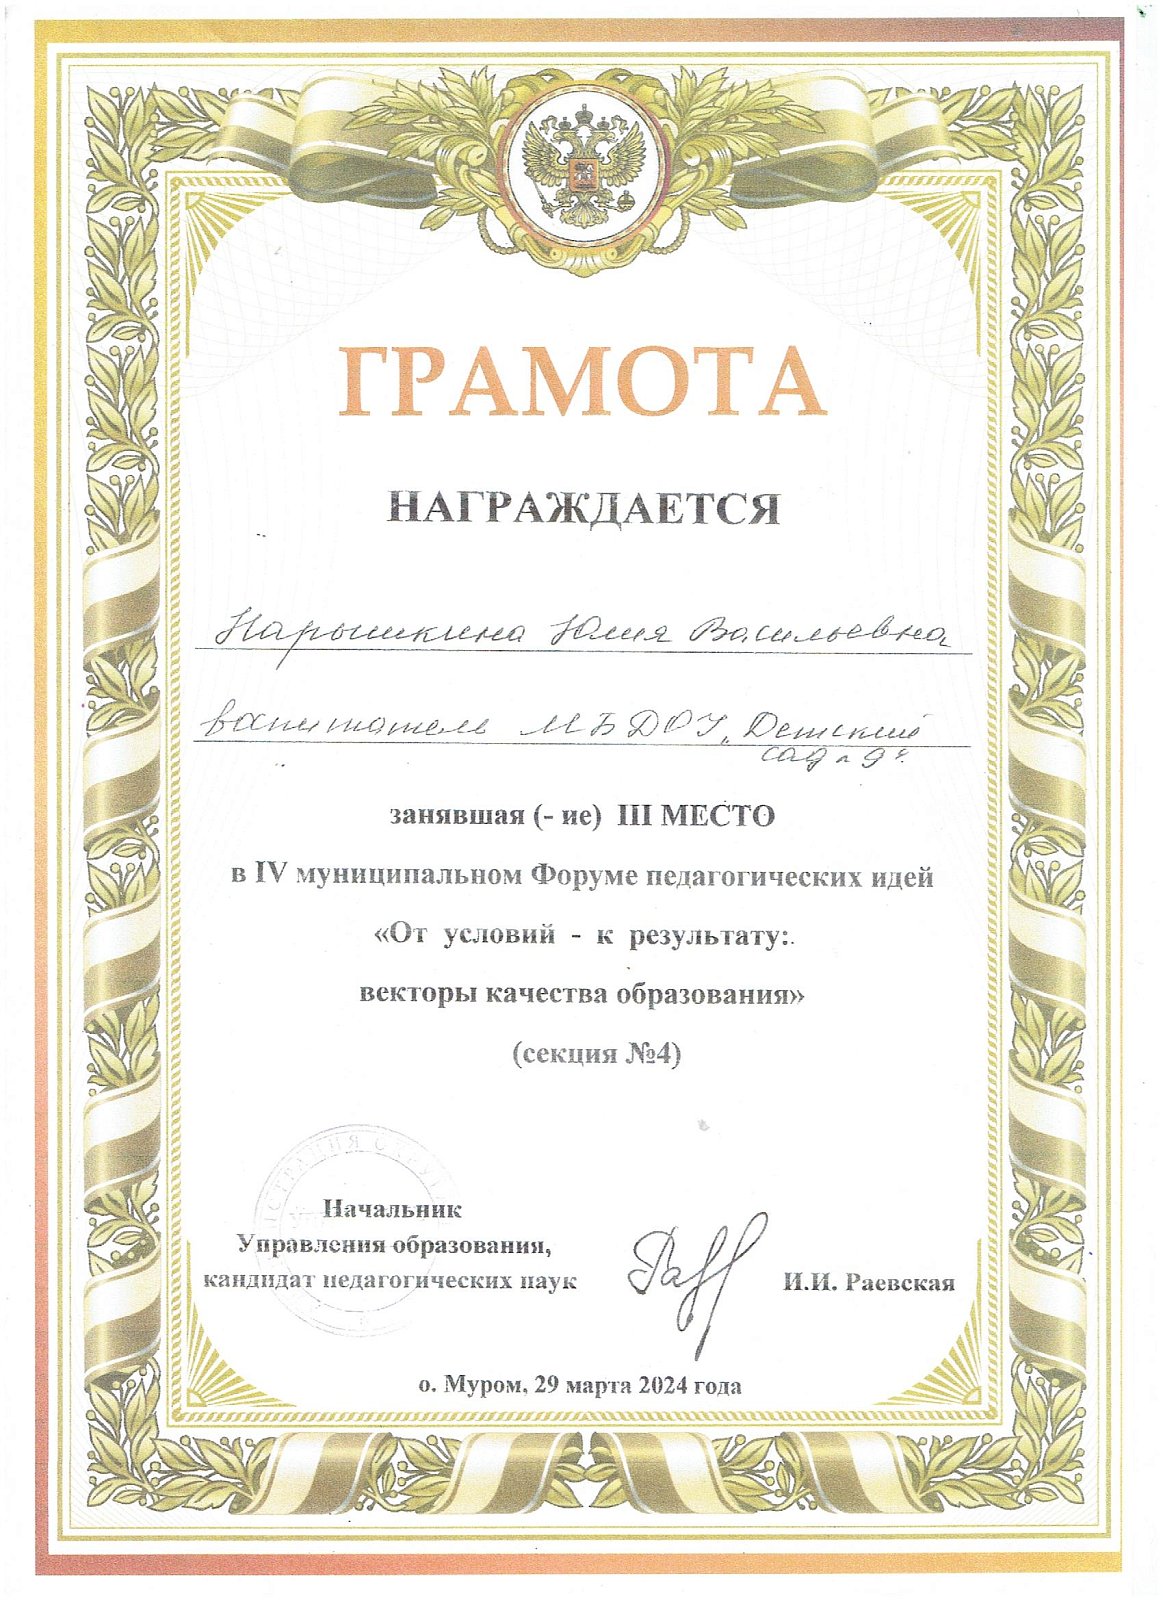 ГРАМОТА
НАГРАЖДАЕТСЯ
Нарышкина Юлия Васильевна,
воспитатель МБДОУ „Детский
сад № 9".
занявшая (- ие) III МЕСТО
в IV муниципальном Форуме педагогических идей
«От условий - к результату:
векторы качества образования»
(секция №4)
Начальник
Управления образования,
кандидат педагогических наук
И.И. Раевская
о. Муром, 29 марта 2024 года